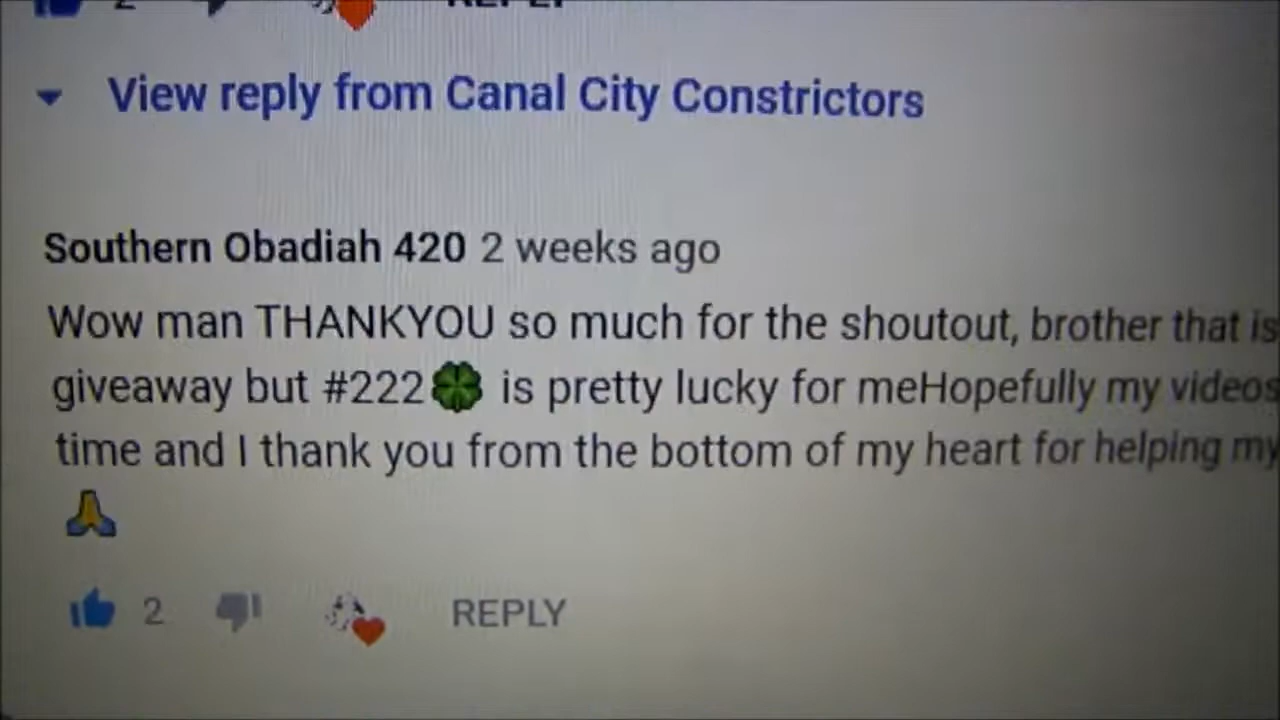 2
View reply from Canal City Constrictors
Southern Obadiah 420 2 weeks ago
Wow man THANKYOU so much for the shoutout, brother that is
giveaway but #222🍀 is pretty lucky for meHopefully my videos
time and I thank you from the bottom of my heart for helping my
🙏
2 REPLY